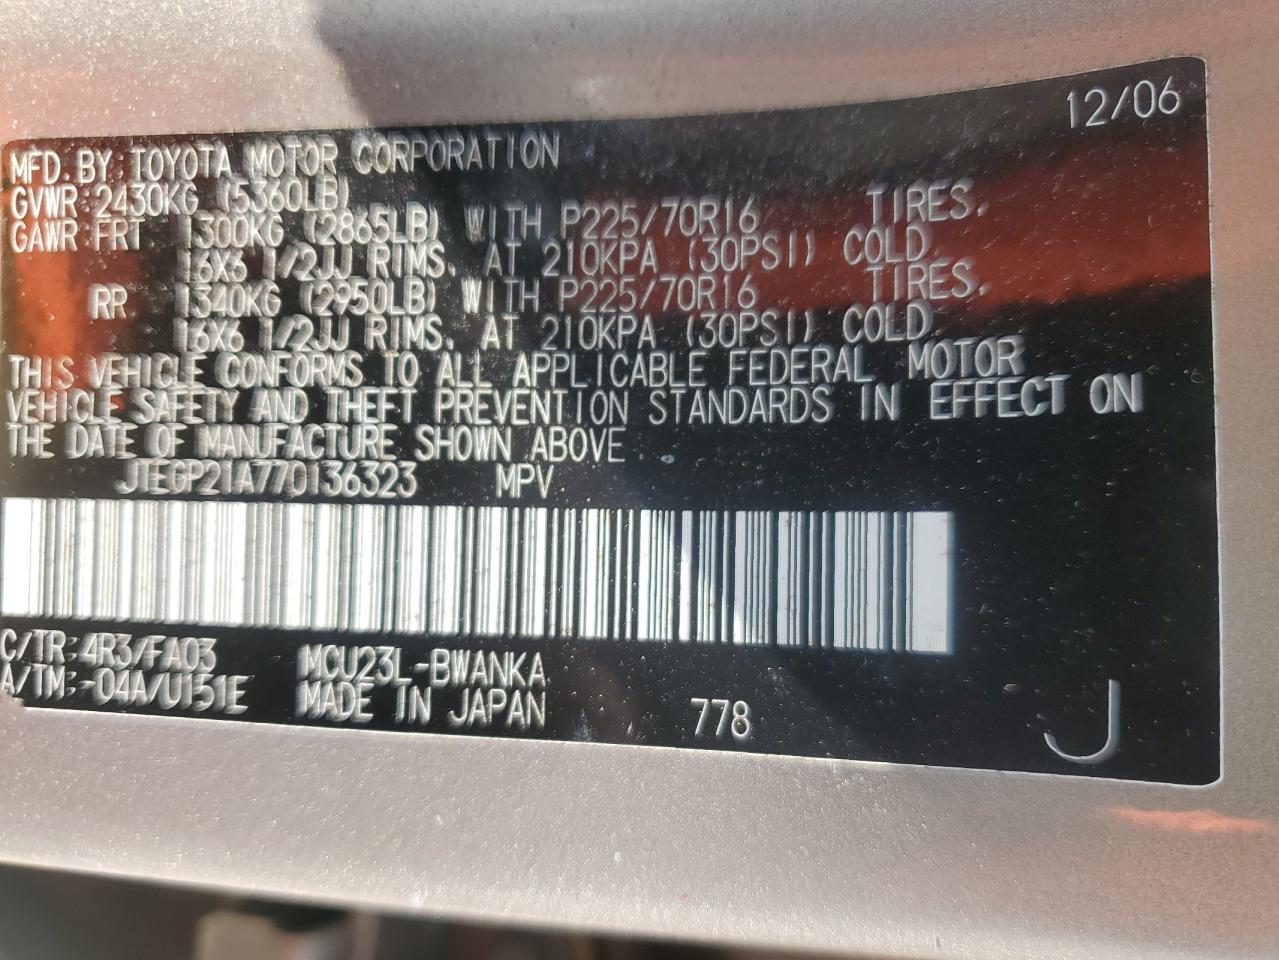 12/06
MFD. BY: TOYOTA MOTOR CORPORATION
GVWR: 2430KG (5360LB)
GAWR: FRT 1300KG (2865LB) WITH P225/70R16 TIRES.
16X6 1/2JJ RIMS. AT 210KPA (30PSI) COLD.
RR 1340KG (2950LB) WITH P225/70R16 TIRES.
16X6 1/2JJ RIMS. AT 210KPA (30PSI) COLD.
THIS VEHICLE CONFORMS TO ALL APPLICABLE FEDERAL MOTOR
VEHICLE SAFETY AND THEFT PREVENTION STANDARDS IN EFFECT ON
THE DATE OF MANUFACTURE SHOWN ABOVE.
JTEGP21A770136323 MPV
C/TR: 4R3/FA03 MCU23L-BWANKA
A/TM: -04A/U151E MADE IN JAPAN 778 J